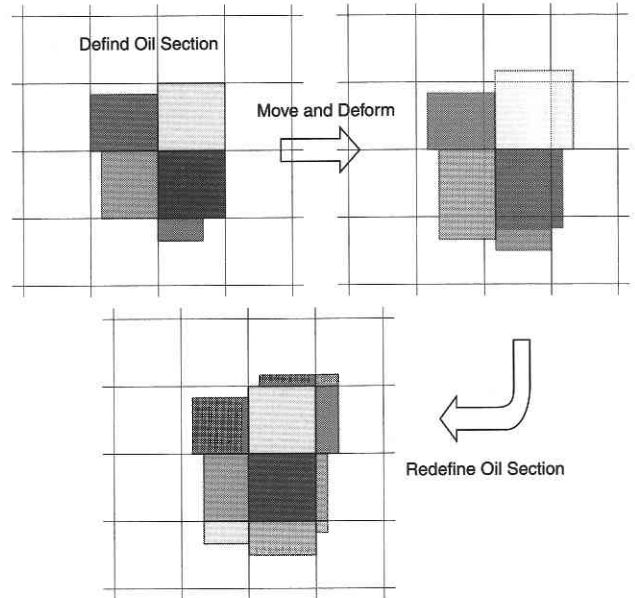 Defind Oil Section
Move and Deform
Redefine Oil Section